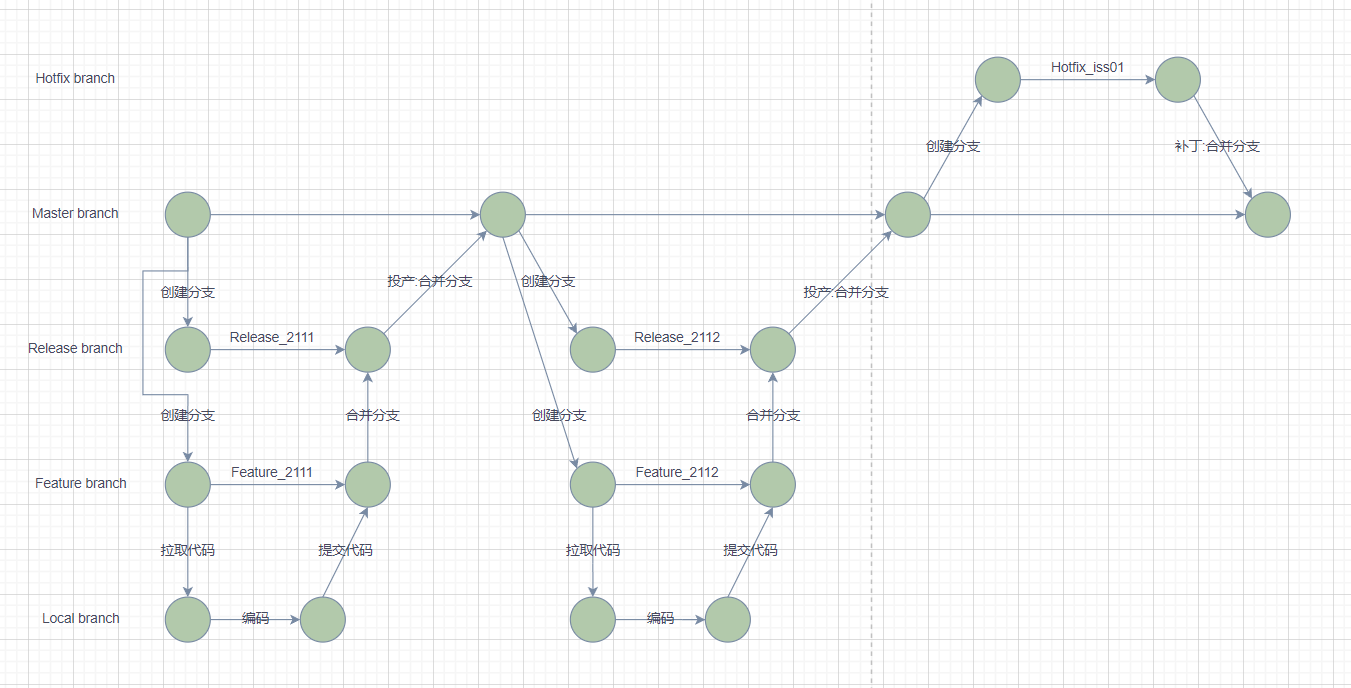 Hotfix branch
Hotfix_iss01
创建分支
补丁:合并分支
Master branch
投产:合并分支
创建分支
创建分支
投产:合并分支
Release branch
Release_2111
Release_2112
创建分支
合并分支
创建分支
合并分支
Feature branch
Feature_2111
Feature_2112
拉取代码
提交代码
拉取代码
提交代码
Local branch
编码
编码